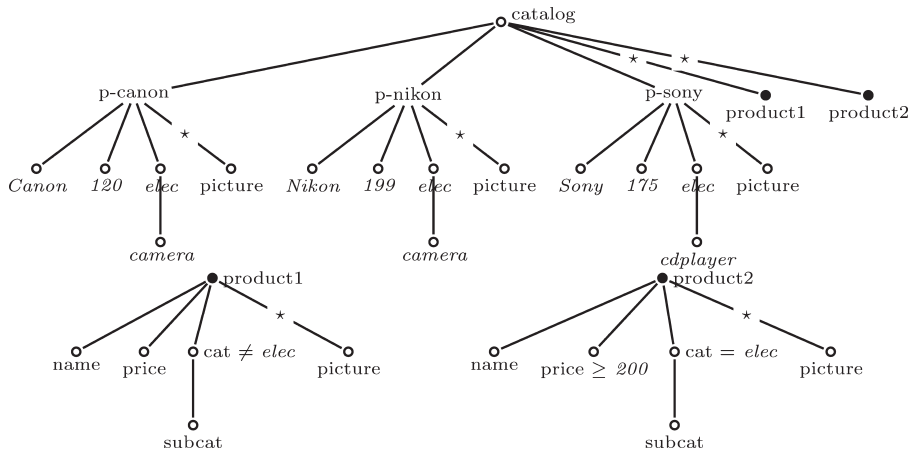 catalog
⋆ ⋆
p-canon p-nikon p-sony
product1 product2
⋆ ⋆ ⋆
Canon 120 elec picture Nikon 199 elec picture Sony 175 elec picture
camera camera cdplayer
product1 product2
⋆ ⋆
cat ≠ elec cat = elec
name price picture name price ≥ 200 picture
subcat subcat